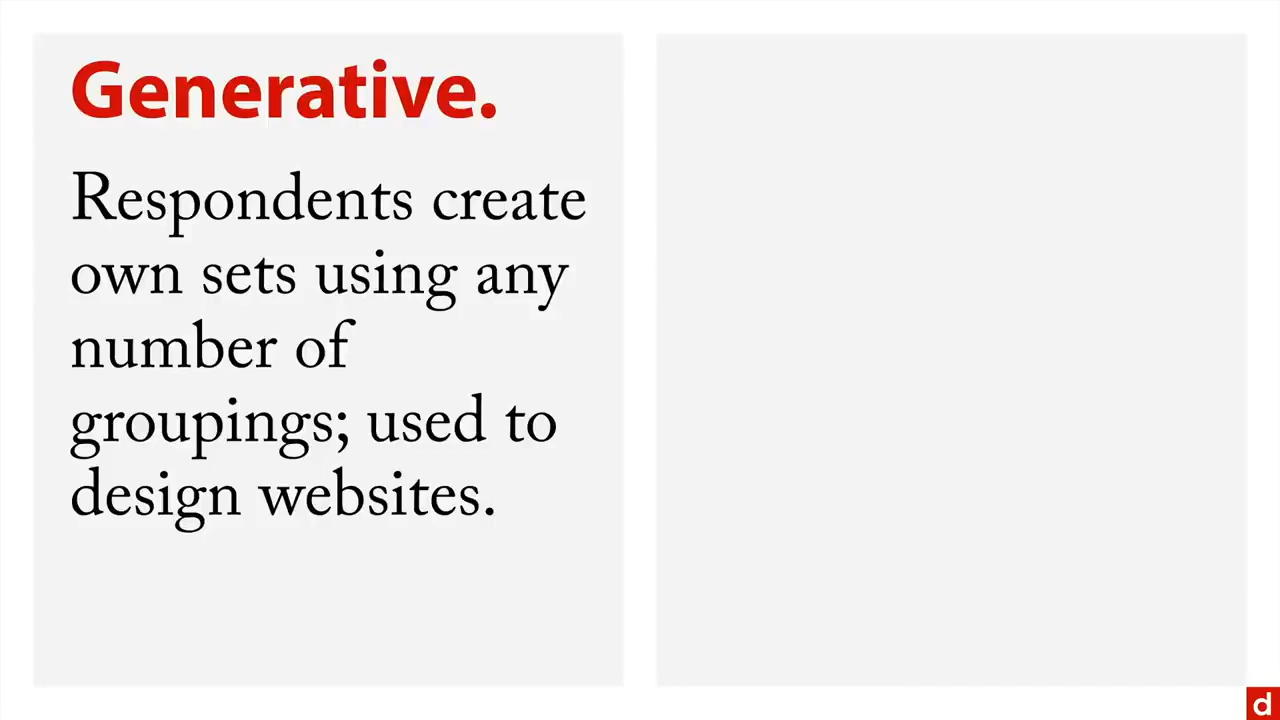 Generative.
Respondents create
own sets using any
number of
groupings; used to
design websites.
d